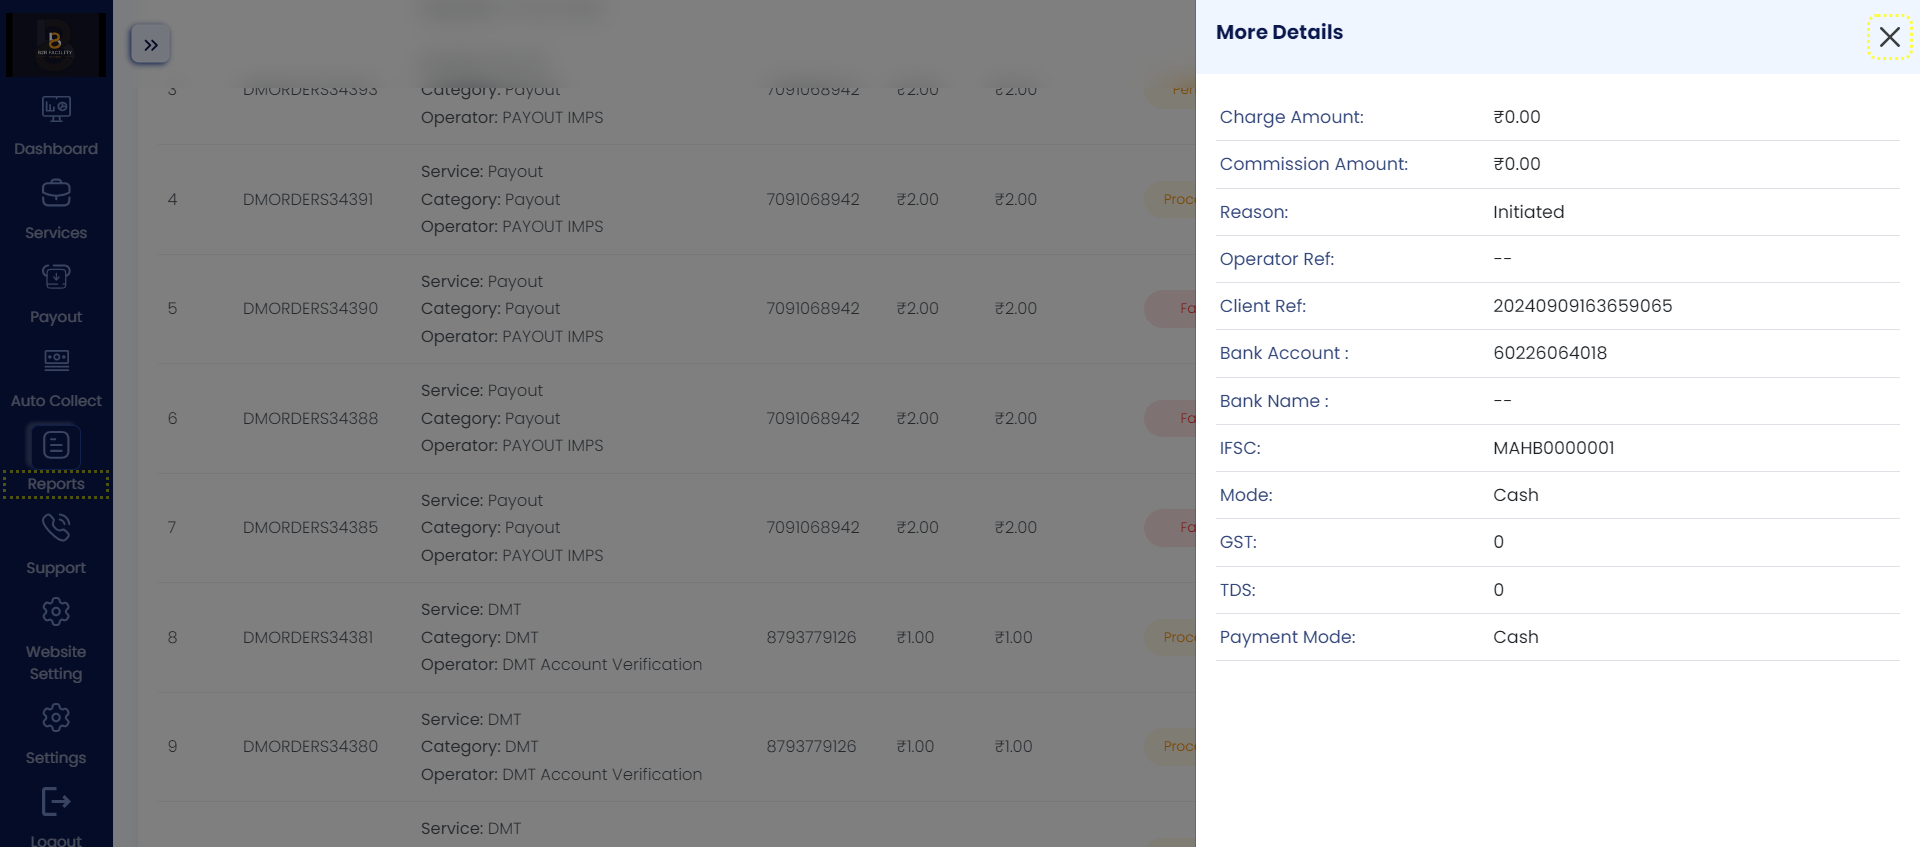 B2B FACILITY
Dashboard
Services
Payout
Auto Collect
Reports
Support
Website
Setting
Settings
Logout
3 DMORDERS34393 Category: Payout 7091068942 ₹2.00 ₹2.00
Operator: PAYOUT IMPS
Service: Payout
4 DMORDERS34391 Category: Payout 7091068942 ₹2.00 ₹2.00 Proce
Operator: PAYOUT IMPS
Service: Payout
5 DMORDERS34390 Category: Payout 7091068942 ₹2.00 ₹2.00 Fa
Operator: PAYOUT IMPS
Service: Payout
6 DMORDERS34388 Category: Payout 7091068942 ₹2.00 ₹2.00 Fa
Operator: PAYOUT IMPS
Service: Payout
7 DMORDERS34385 Category: Payout 7091068942 ₹2.00 ₹2.00 Fa
Operator: PAYOUT IMPS
Service: DMT
8 DMORDERS34381 Category: DMT 8793779126 ₹1.00 ₹1.00 Proce
Operator: DMT Account Verification
Service: DMT
9 DMORDERS34380 Category: DMT 8793779126 ₹1.00 ₹1.00 Proce
Operator: DMT Account Verification
Service: DMT
More Details
Charge Amount: ₹0.00
Commission Amount: ₹0.00
Reason: Initiated
Operator Ref: --
Client Ref: 20240909163659065
Bank Account : 60226064018
Bank Name : --
IFSC: MAHB0000001
Mode: Cash
GST: 0
TDS: 0
Payment Mode: Cash